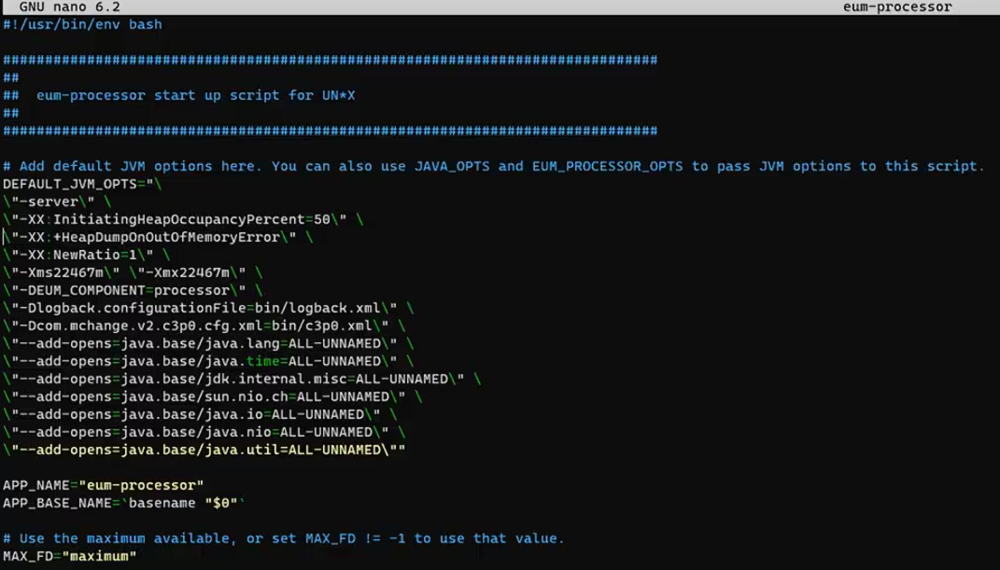 GNU nano 6.2 eum-processor
#!/usr/bin/env bash
##############################################################################
##
## eum-processor start up script for UN*X
##
##############################################################################
# Add default JVM options here. You can also use JAVA_OPTS and EUM_PROCESSOR_OPTS to pass JVM options to this script.
DEFAULT_JVM_OPTS="\
\"-server\" \
\"-XX:InitiatingHeapOccupancyPercent=50\" \
\"-XX:+HeapDumpOnOutOfMemoryError\" \
\"-XX:NewRatio=1\" \
\"-Xms22467m\" \"-Xmx22467m\" \
\"-DEUM_COMPONENT=processor\" \
\"-Dlogback.configurationFile=bin/logback.xml\" \
\"-Dcom.mchange.v2.c3p0.cfg.xml=bin/c3p0.xml\" \
\"--add-opens=java.base/java.lang=ALL-UNNAMED\" \
\"--add-opens=java.base/java.time=ALL-UNNAMED\" \
\"--add-opens=java.base/jdk.internal.misc=ALL-UNNAMED\" \
\"--add-opens=java.base/sun.nio.ch=ALL-UNNAMED\" \
\"--add-opens=java.base/java.io=ALL-UNNAMED\" \
\"--add-opens=java.base/java.nio=ALL-UNNAMED\" \
\"--add-opens=java.base/java.util=ALL-UNNAMED\""
APP_NAME="eum-processor"
APP_BASE_NAME=`basename "$0"`
# Use the maximum available, or set MAX_FD != -1 to use that value.
MAX_FD="maximum"